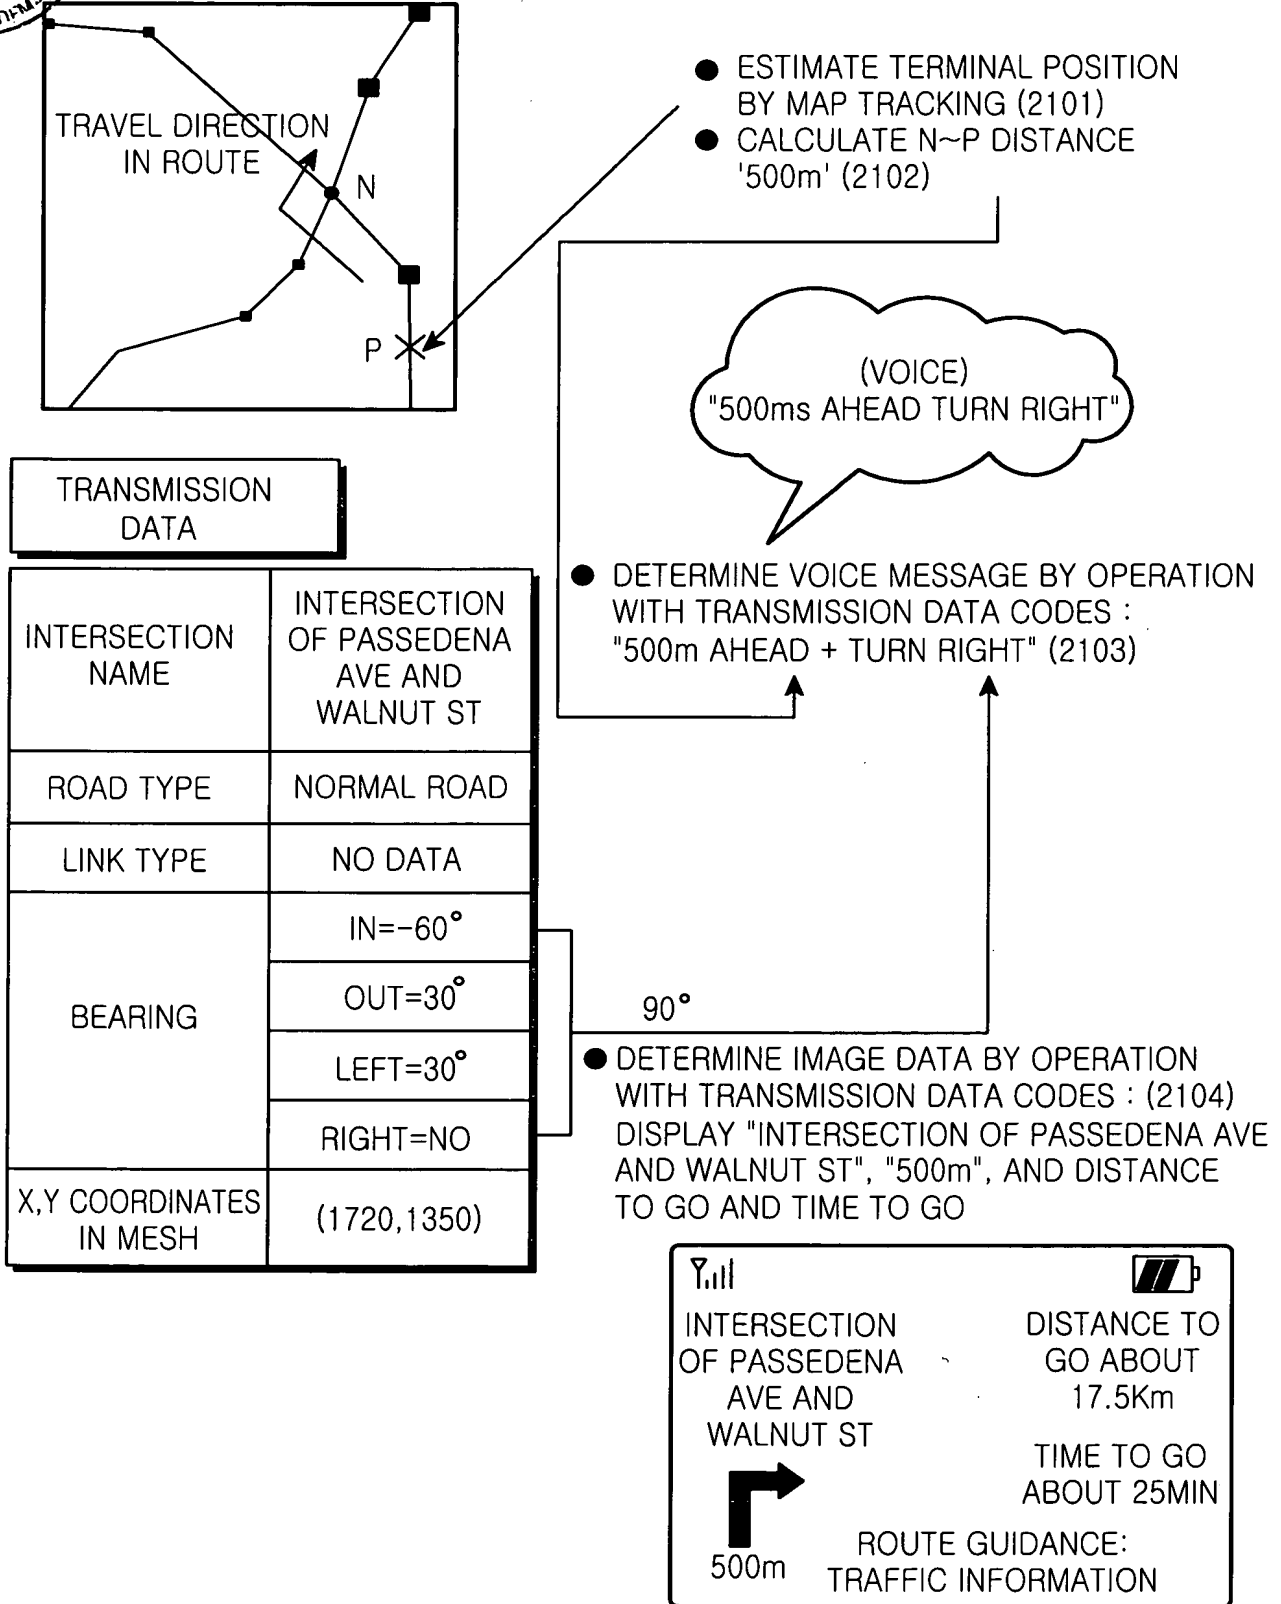 TRAVEL DIRECTION
IN ROUTE
N
P
● ESTIMATE TERMINAL POSITION
BY MAP TRACKING (2101)
● CALCULATE N~P DISTANCE
'500m' (2102)
(VOICE)
"500ms AHEAD TURN RIGHT"
● DETERMINE VOICE MESSAGE BY OPERATION
WITH TRANSMISSION DATA CODES :
"500m AHEAD + TURN RIGHT" (2103)
TRANSMISSION
DATA
INTERSECTION
NAME
INTERSECTION
OF PASSEDENA
AVE AND
WALNUT ST
ROAD TYPE
NORMAL ROAD
LINK TYPE
NO DATA
BEARING
IN=-60°
OUT=30°
LEFT=30°
RIGHT=NO
X,Y COORDINATES
IN MESH
(1720,1350)
90°
● DETERMINE IMAGE DATA BY OPERATION
WITH TRANSMISSION DATA CODES : (2104)
DISPLAY "INTERSECTION OF PASSEDENA AVE
AND WALNUT ST", "500m", AND DISTANCE
TO GO AND TIME TO GO
INTERSECTION
OF PASSEDENA
AVE AND
WALNUT ST
500m
DISTANCE TO
GO ABOUT
17.5Km
TIME TO GO
ABOUT 25MIN
ROUTE GUIDANCE:
TRAFFIC INFORMATION